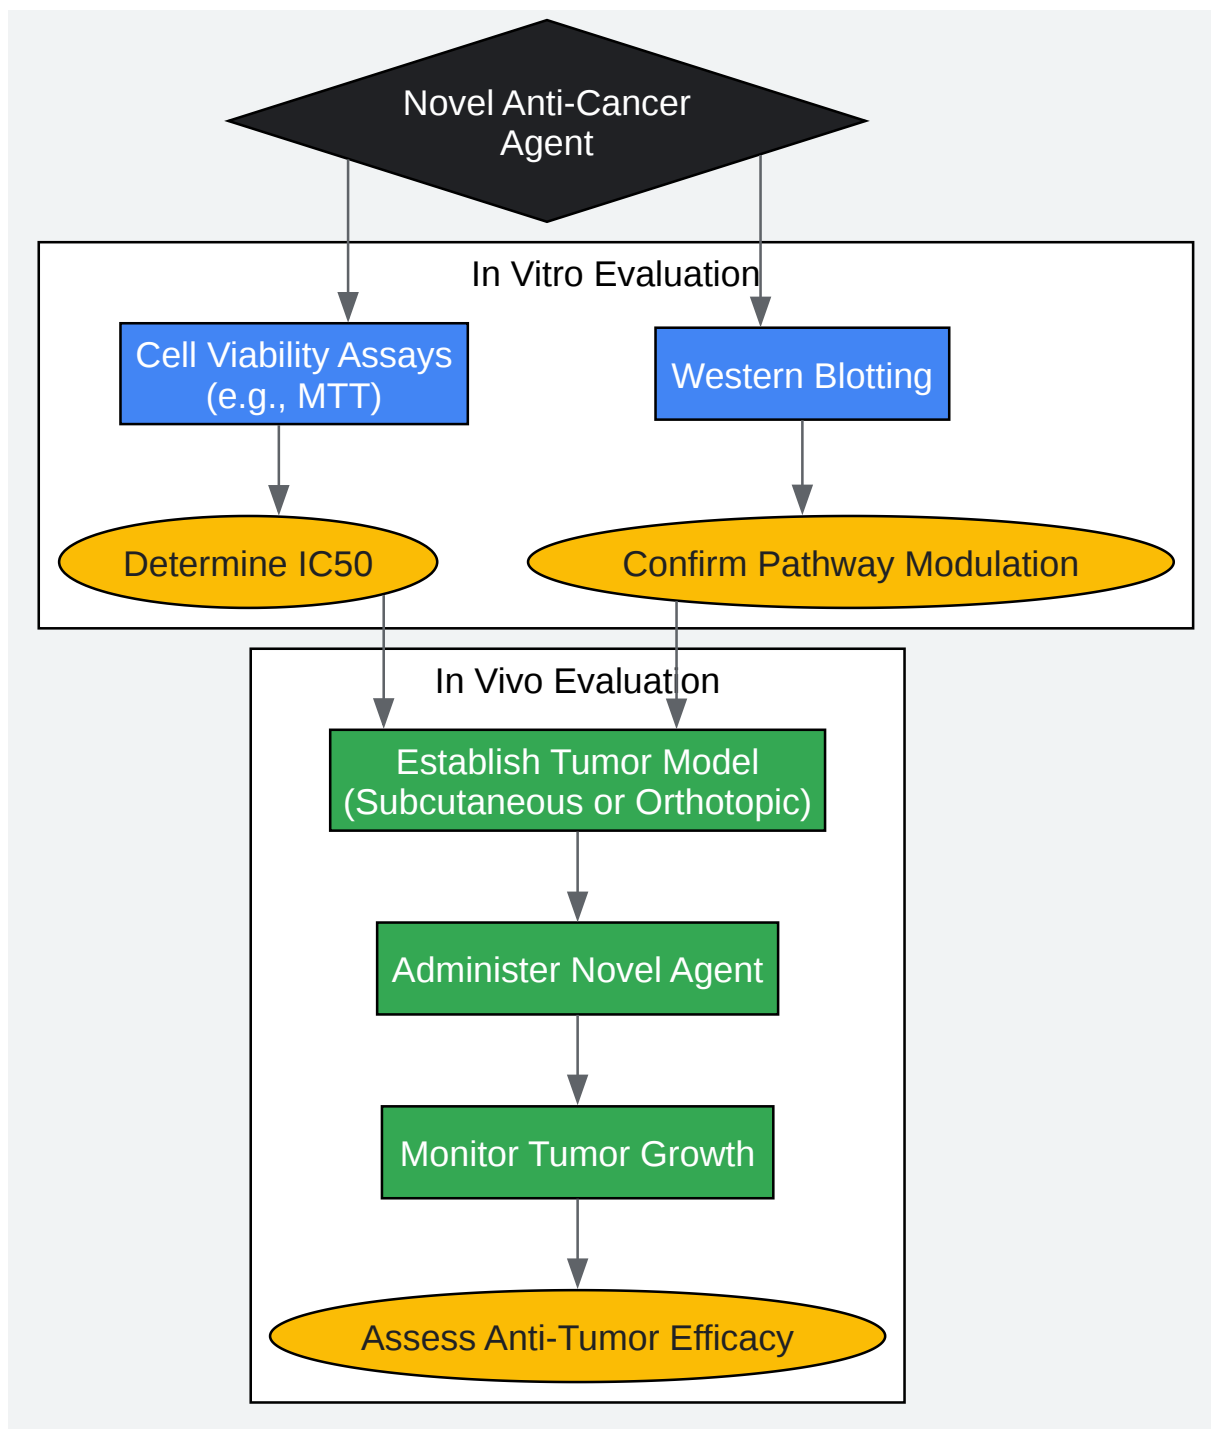 Novel Anti-Cancer
Agent
In Vitro Evaluation
Cell Viability Assays
(e.g., MTT)
Western Blotting
Determine IC50
Confirm Pathway Modulation
In Vivo Evaluation
Establish Tumor Model
(Subcutaneous or Orthotopic)
Administer Novel Agent
Monitor Tumor Growth
Assess Anti-Tumor Efficacy